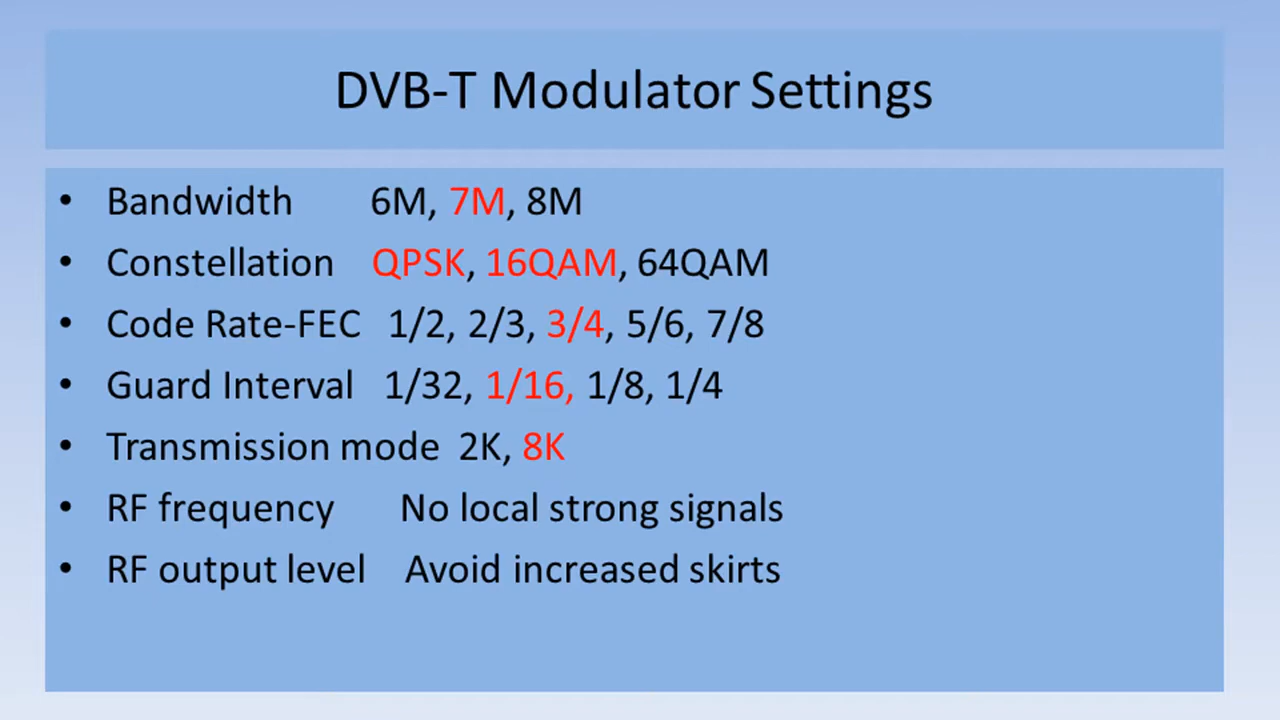 DVB-T Modulator Settings
• Bandwidth 6M, 7M, 8M
• Constellation QPSK, 16QAM, 64QAM
• Code Rate-FEC 1/2, 2/3, 3/4, 5/6, 7/8
• Guard Interval 1/32, 1/16, 1/8, 1/4
• Transmission mode 2K, 8K
• RF frequency No local strong signals
• RF output level Avoid increased skirts